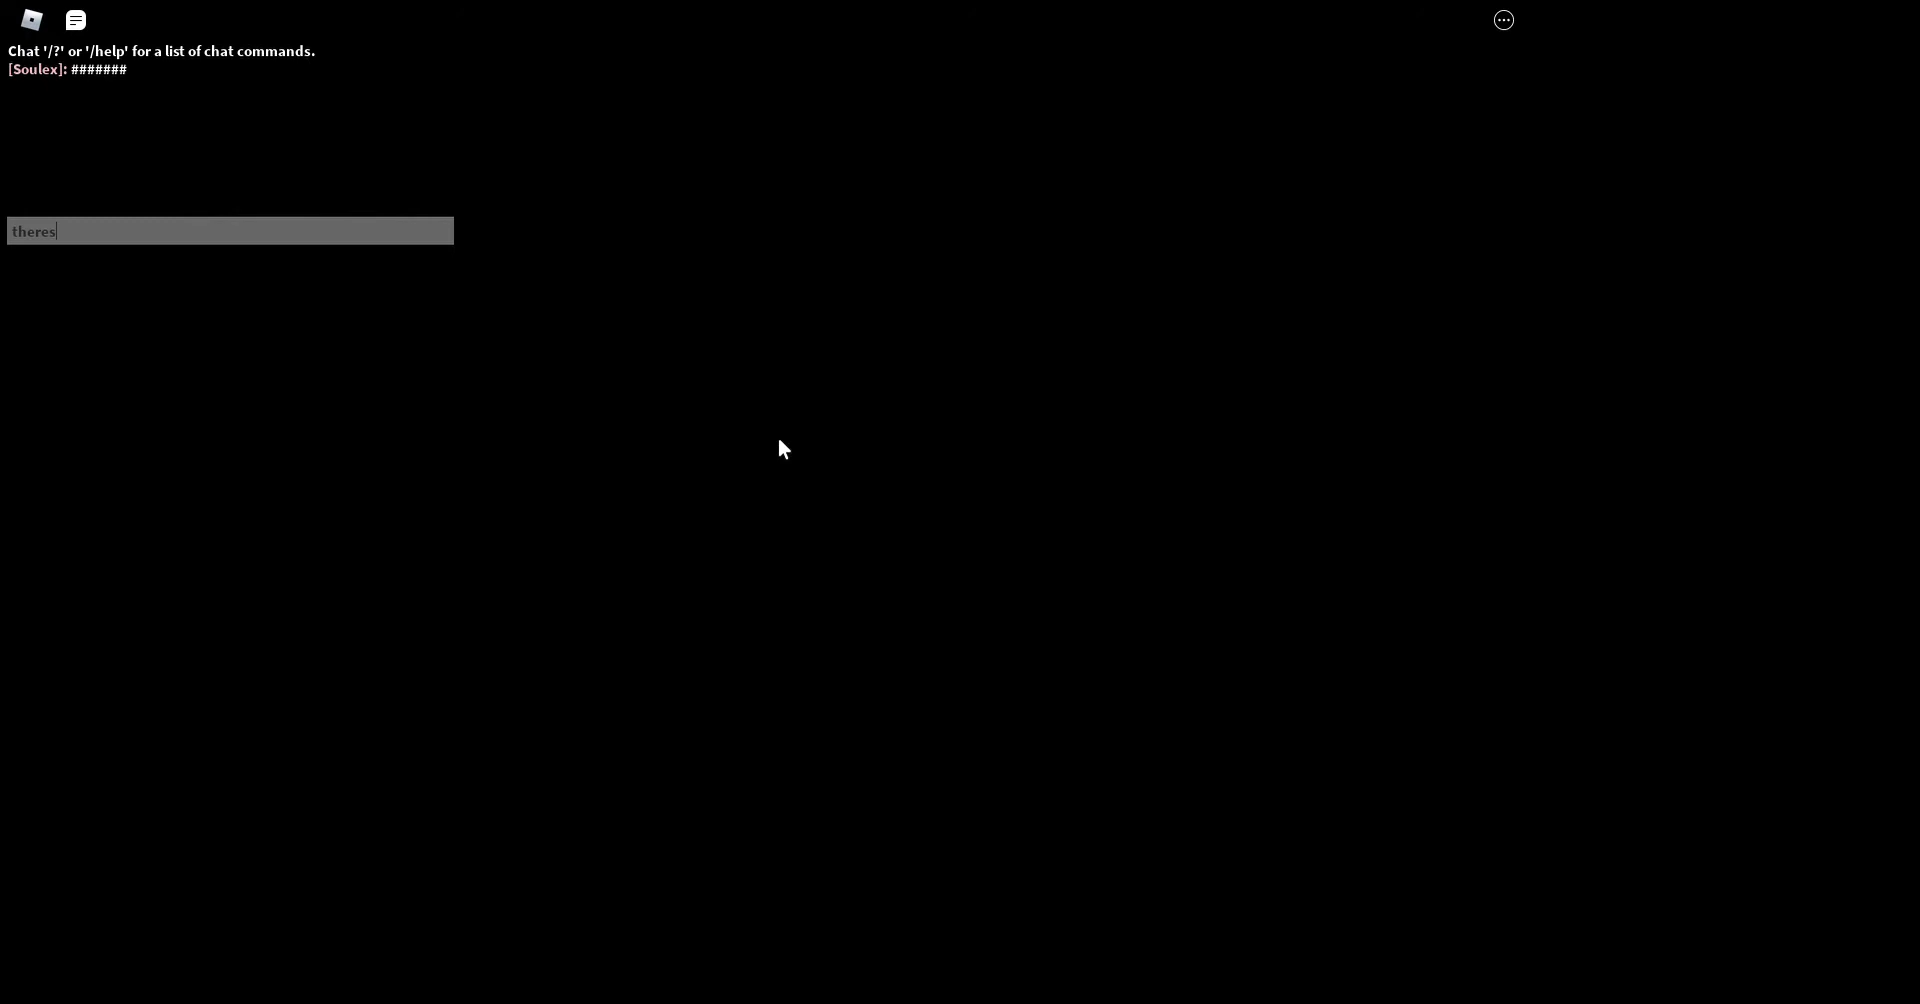 Chat '/?' or '/help' for a list of chat commands.
[Soulex]: #######
theres